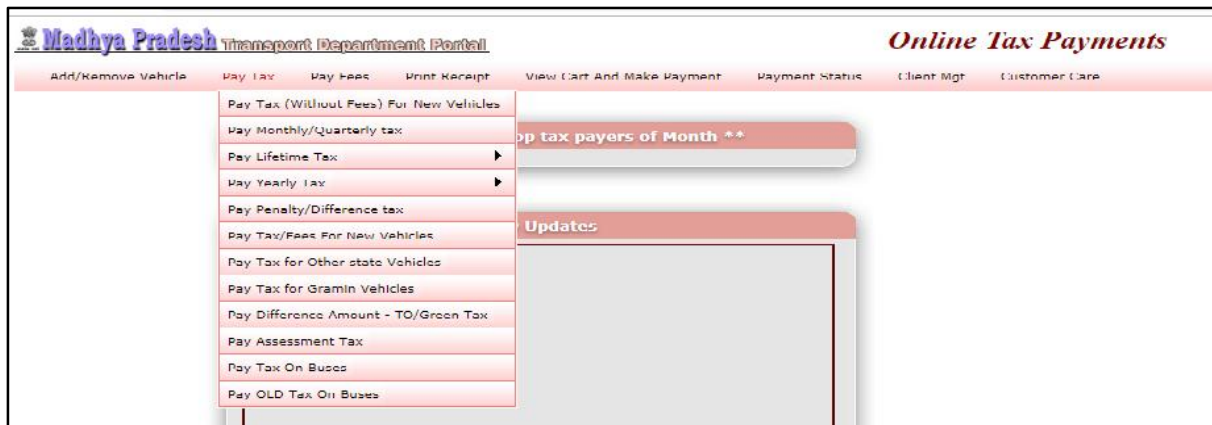 Madhya Pradesh Transport Department Portal
Online Tax Payments
Add/Remove Vehicle Pay Tax Pay Fees Print Receipt View Cart And Make Payment Payment Status Client Mgt Customer Care
Pay Tax (Without Fees) For New Vehicles
Pay Monthly/Quarterly tax
op tax payers of Month **
Pay Lifetime Tax
Pay Yearly Tax
Pay Penalty/Difference tax
Updates
Pay Tax/Fees For New Vehicles
Pay Tax for Other state Vehicles
Pay Tax for Gramin Vehicles
Pay Difference Amount - TO/Green Tax
Pay Assessment Tax
Pay Tax On Buses
Pay OLD Tax On Buses